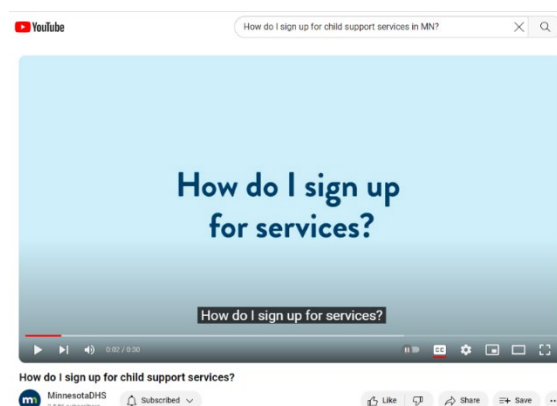 YouTube
How do I sign up for child support services in MN?
How do I sign up
for services?
How do I sign up for services?
0:02 / 0:30
CC
How do I sign up for child support services?
mn
MinnesotaDHS
Subscribed
Like
Share
Save